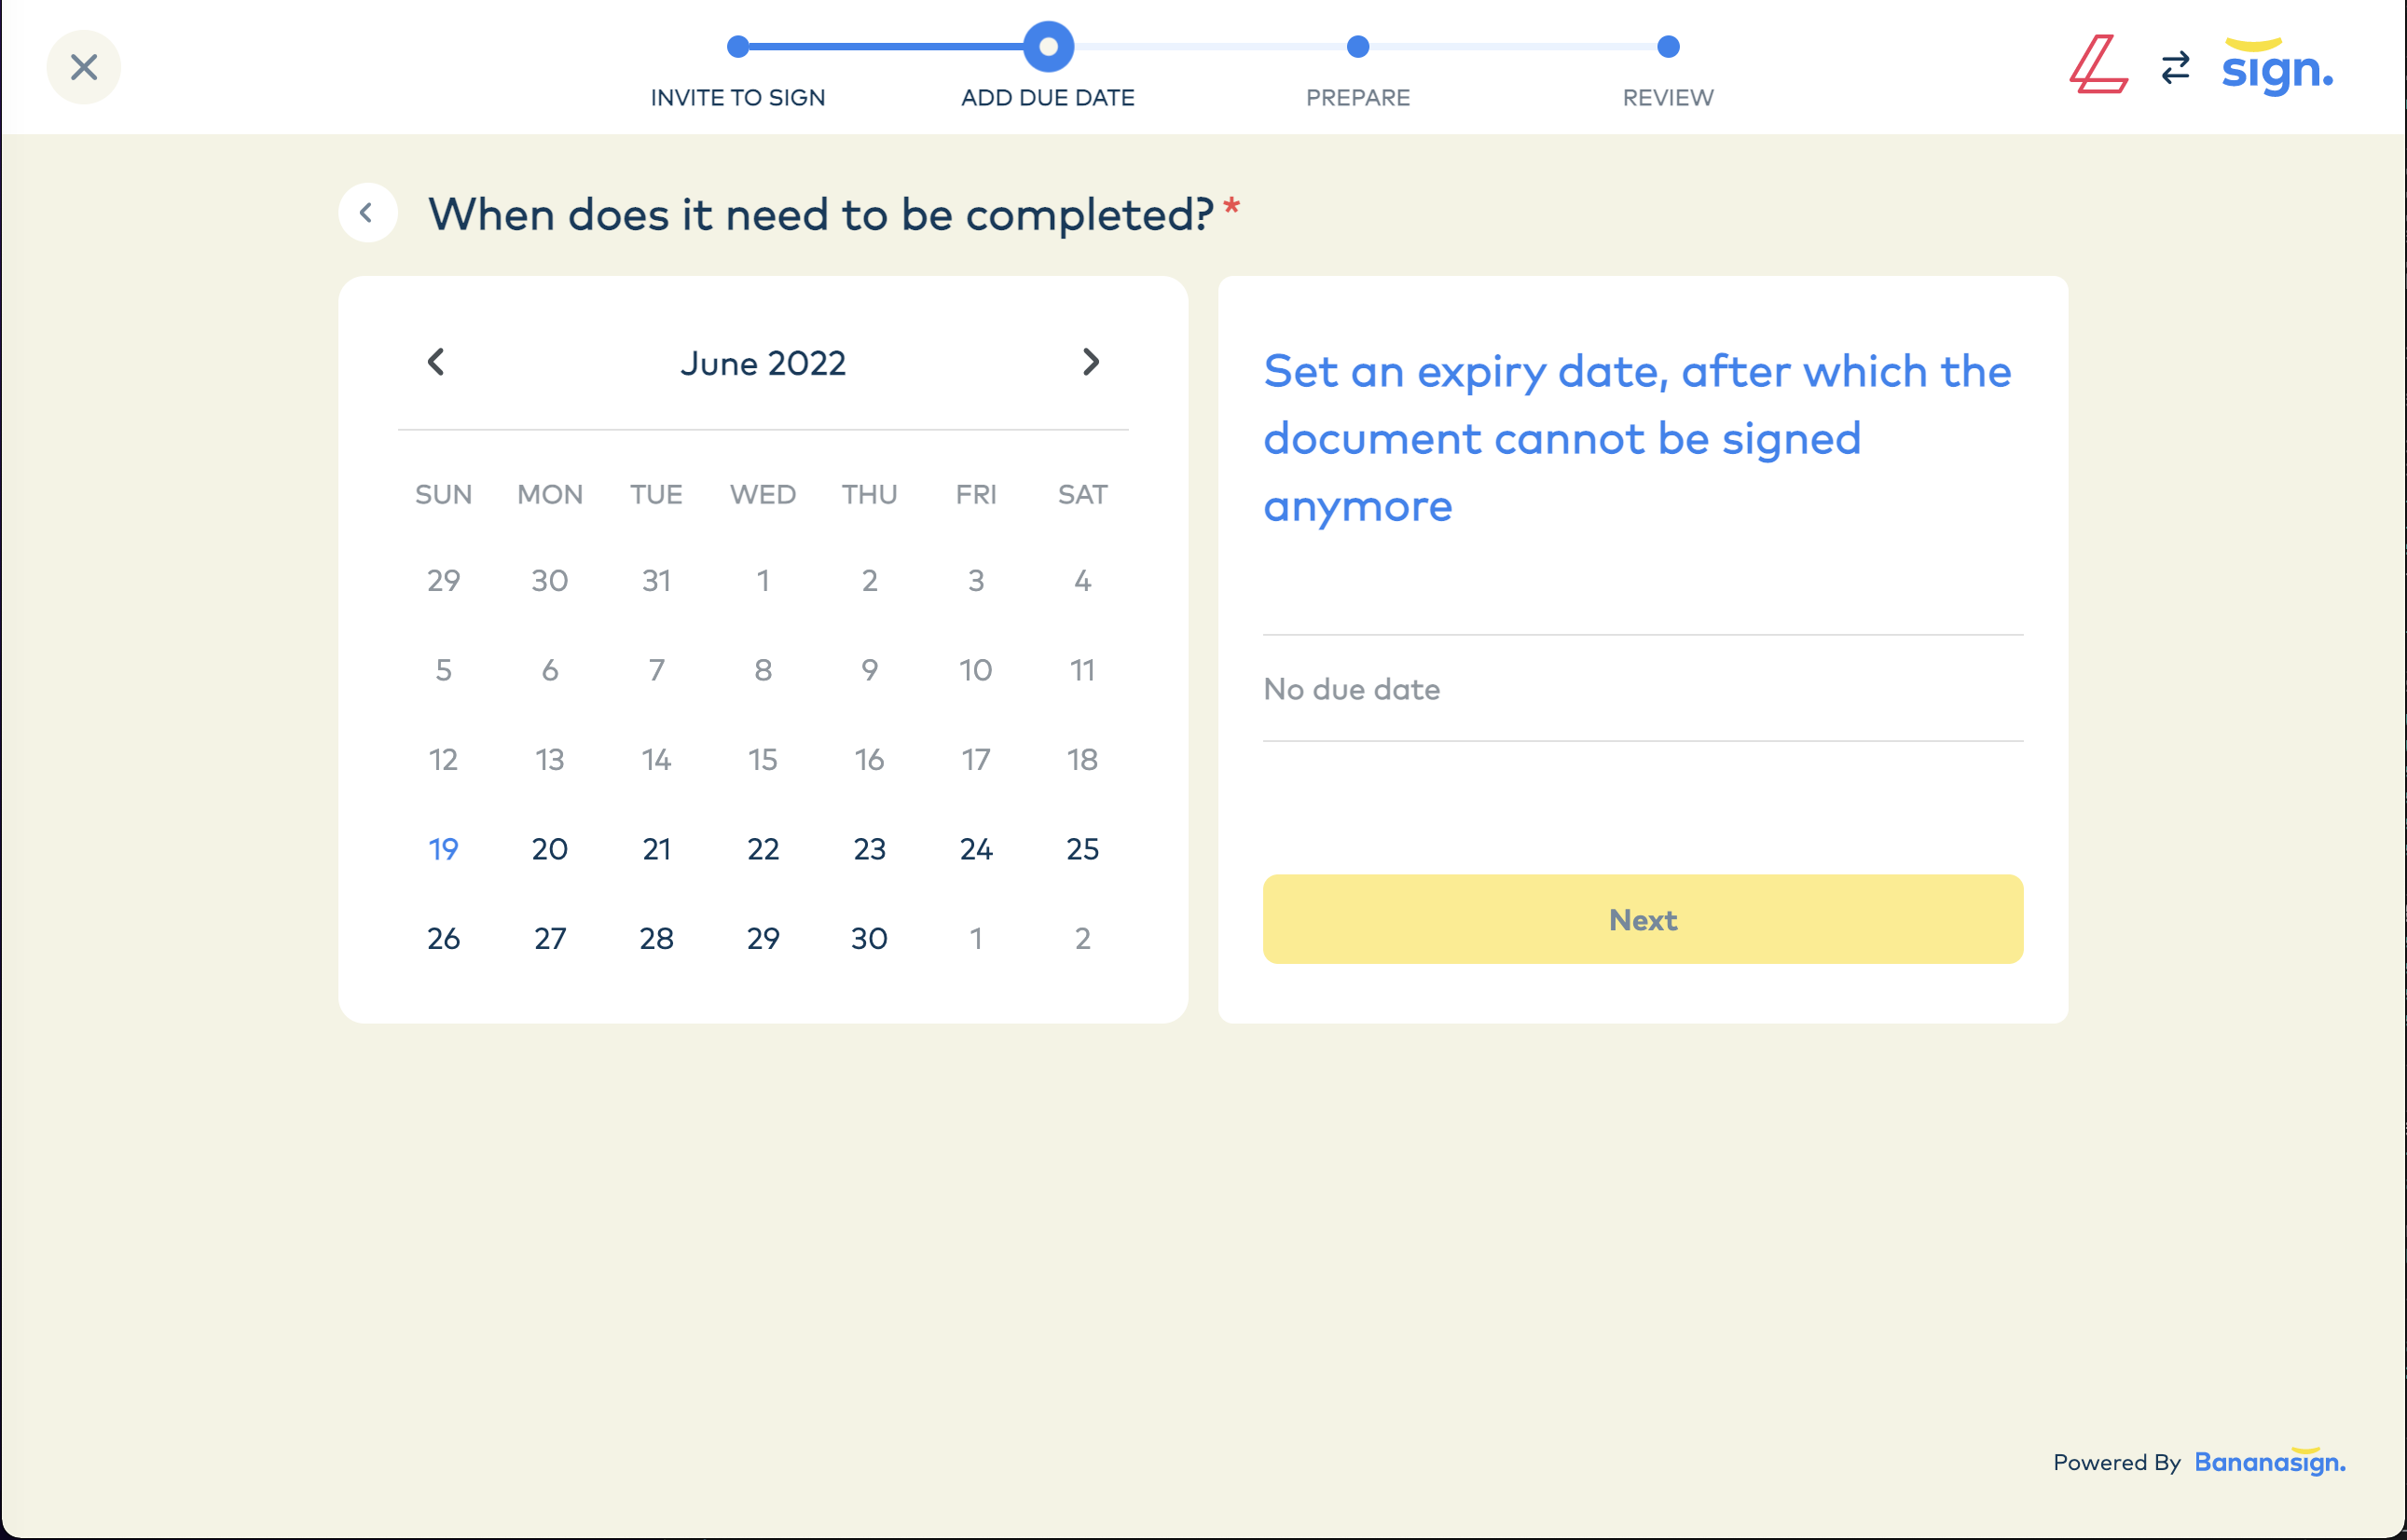 INVITE TO SIGN
ADD DUE DATE
PREPARE
REVIEW
sign.
When does it need to be completed?*
June 2022
SUN MON TUE WED THU FRI SAT
29 30 31 1 2 3 4
5 6 7 8 9 10 11
12 13 14 15 16 17 18
19 20 21 22 23 24 25
26 27 28 29 30 1 2
Set an expiry date, after which the
document cannot be signed
anymore
No due date
Next
Powered By Bananasign.